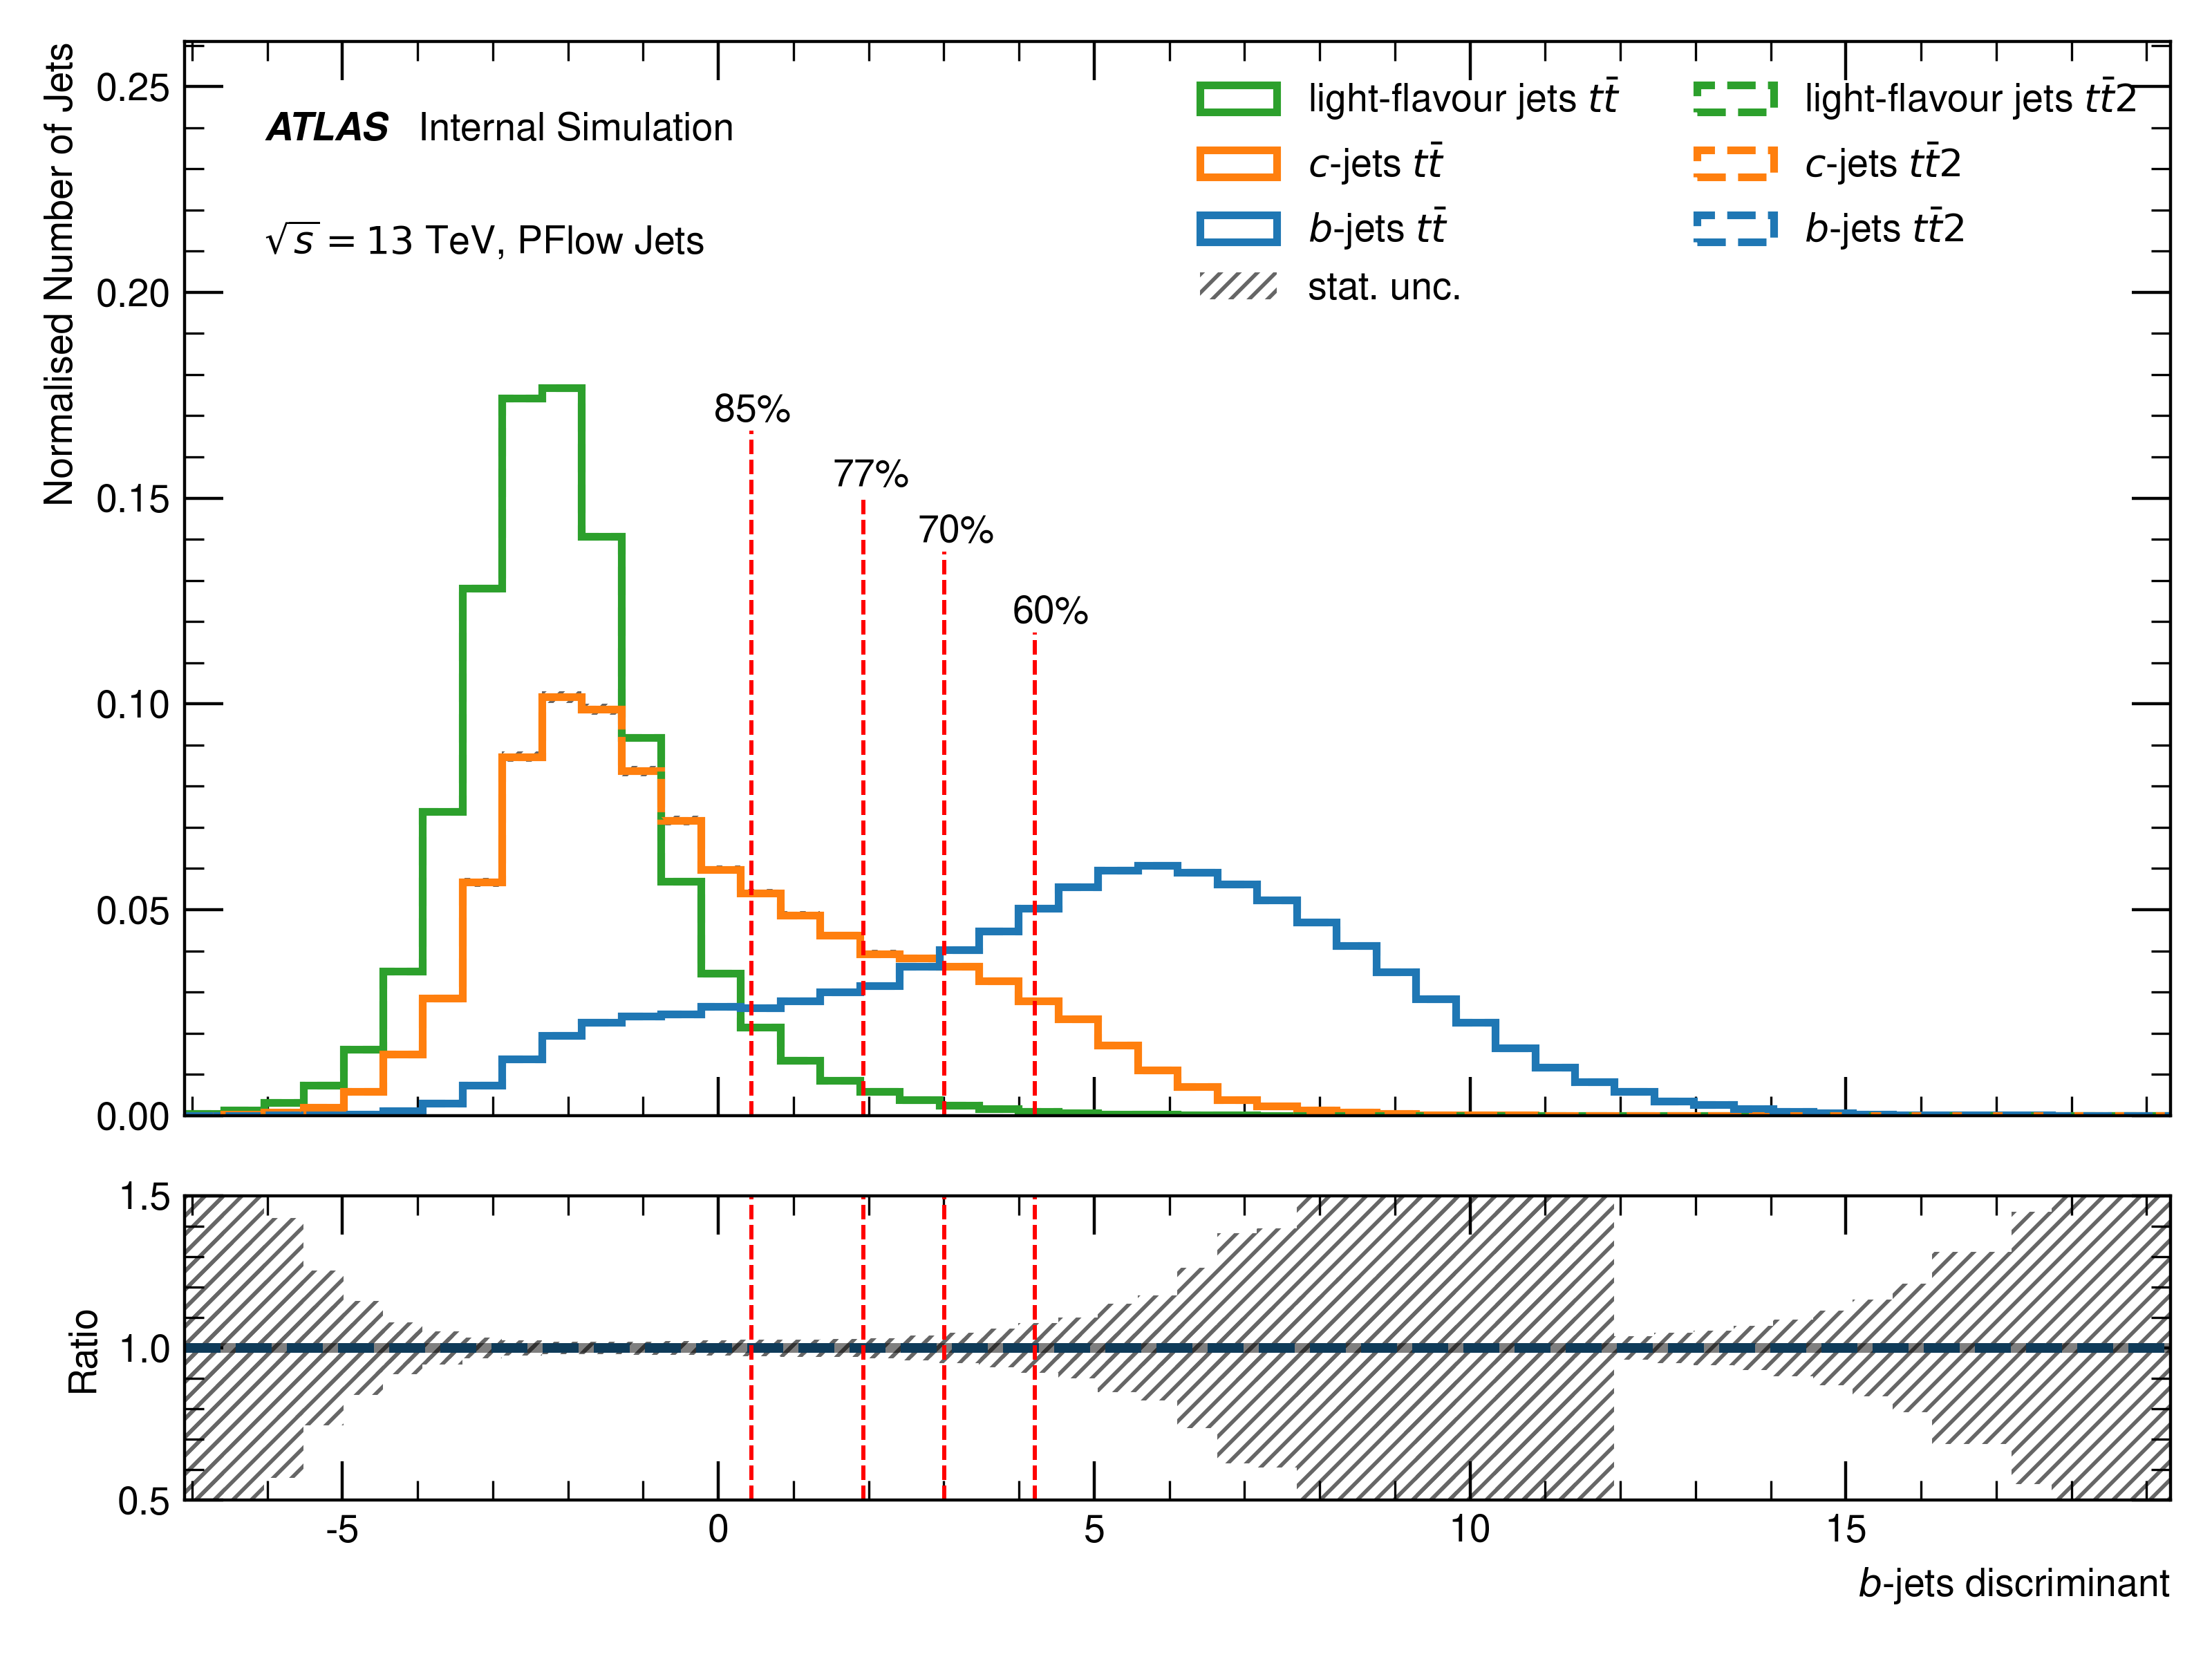 Normalised Number of Jets
0.25
0.20
0.15
0.10
0.05
0.00
ATLAS Internal Simulation
√s = 13 TeV, PFlow Jets
light-flavour jets tt̄
c-jets tt̄
b-jets tt̄
stat. unc.
light-flavour jets tt̄2
c-jets tt̄2
b-jets tt̄2
85%
77%
70%
60%
Ratio
1.5
1.0
0.5
-5 0 5 10 15
b-jets discriminant